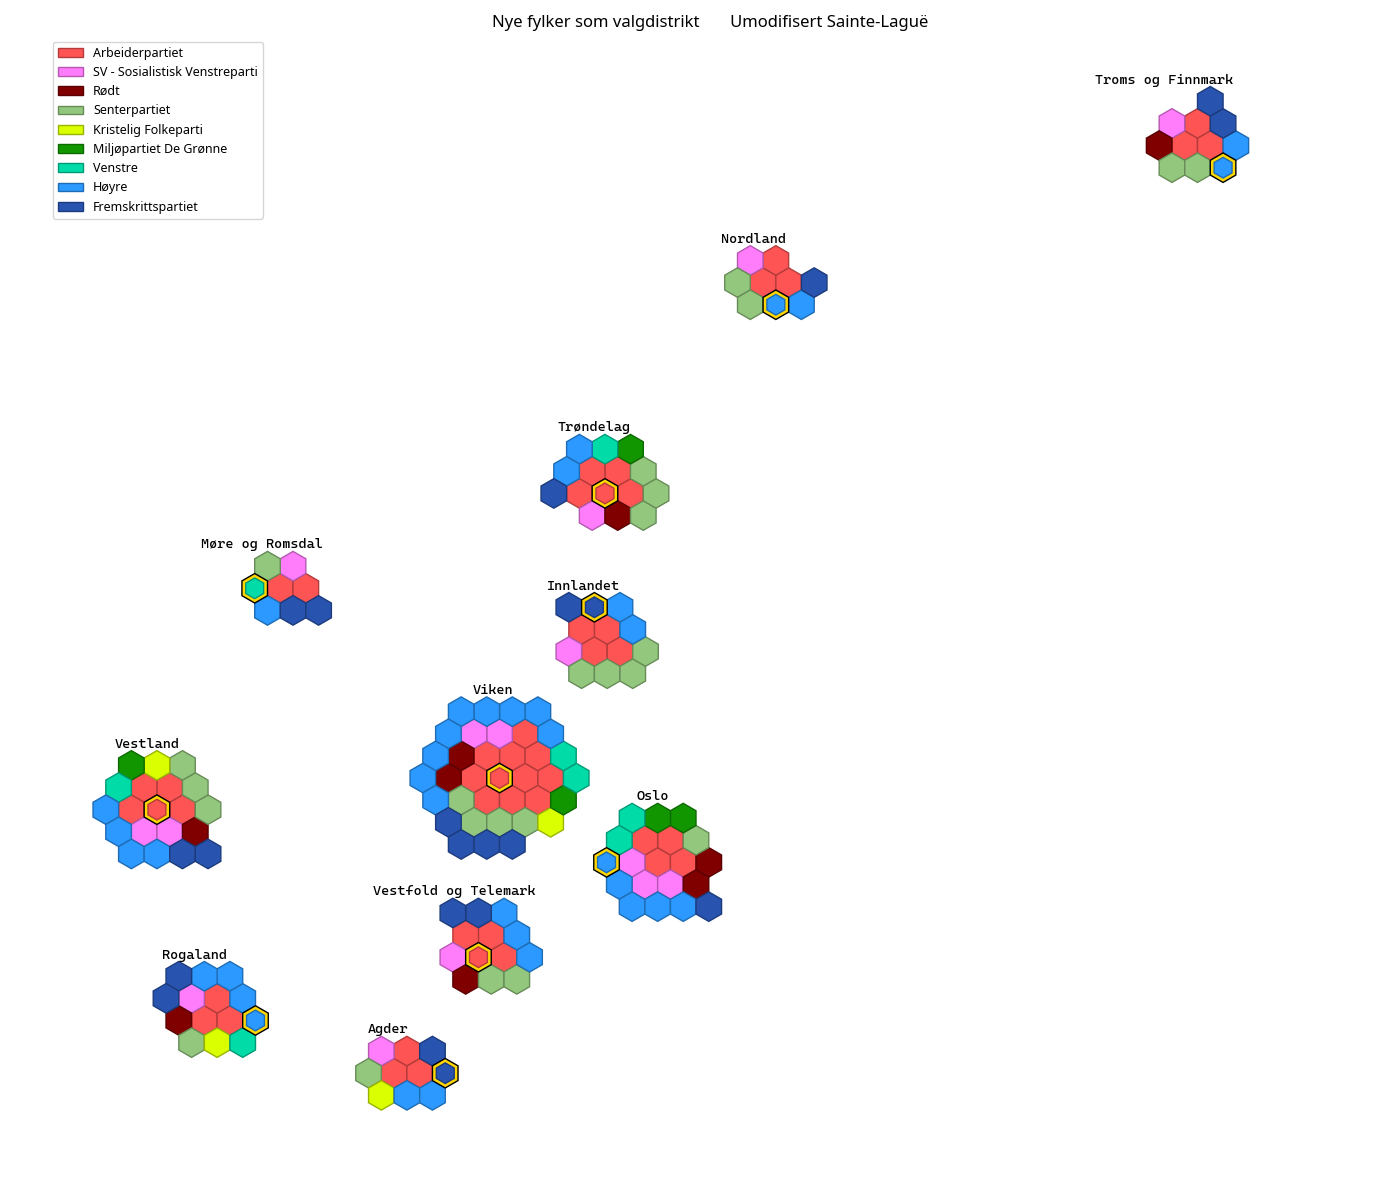 Nye fylker som valgdistrikt Umodifisert Sainte-Laguë
Arbeiderpartiet
SV - Sosialistisk Venstreparti
Rødt
Senterpartiet
Kristelig Folkeparti
Miljøpartiet De Grønne
Venstre
Høyre
Fremskrittspartiet
Troms og Finnmark
Nordland
Trøndelag
Møre og Romsdal
Innlandet
Viken
Vestland
Oslo
Vestfold og Telemark
Rogaland
Agder